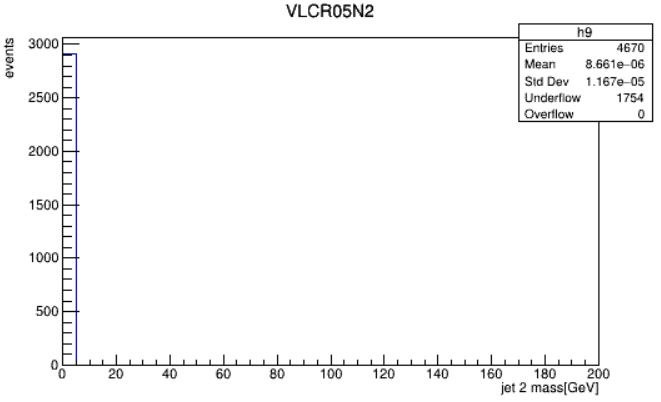 VLCR05N2
h9
Entries 4670
Mean 8.661e−06
Std Dev 1.167e−05
Underflow 1754
Overflow 0
events
3000
2500
2000
1500
1000
500
0
0 20 40 60 80 100 120 140 160 180 200
jet 2 mass[GeV]